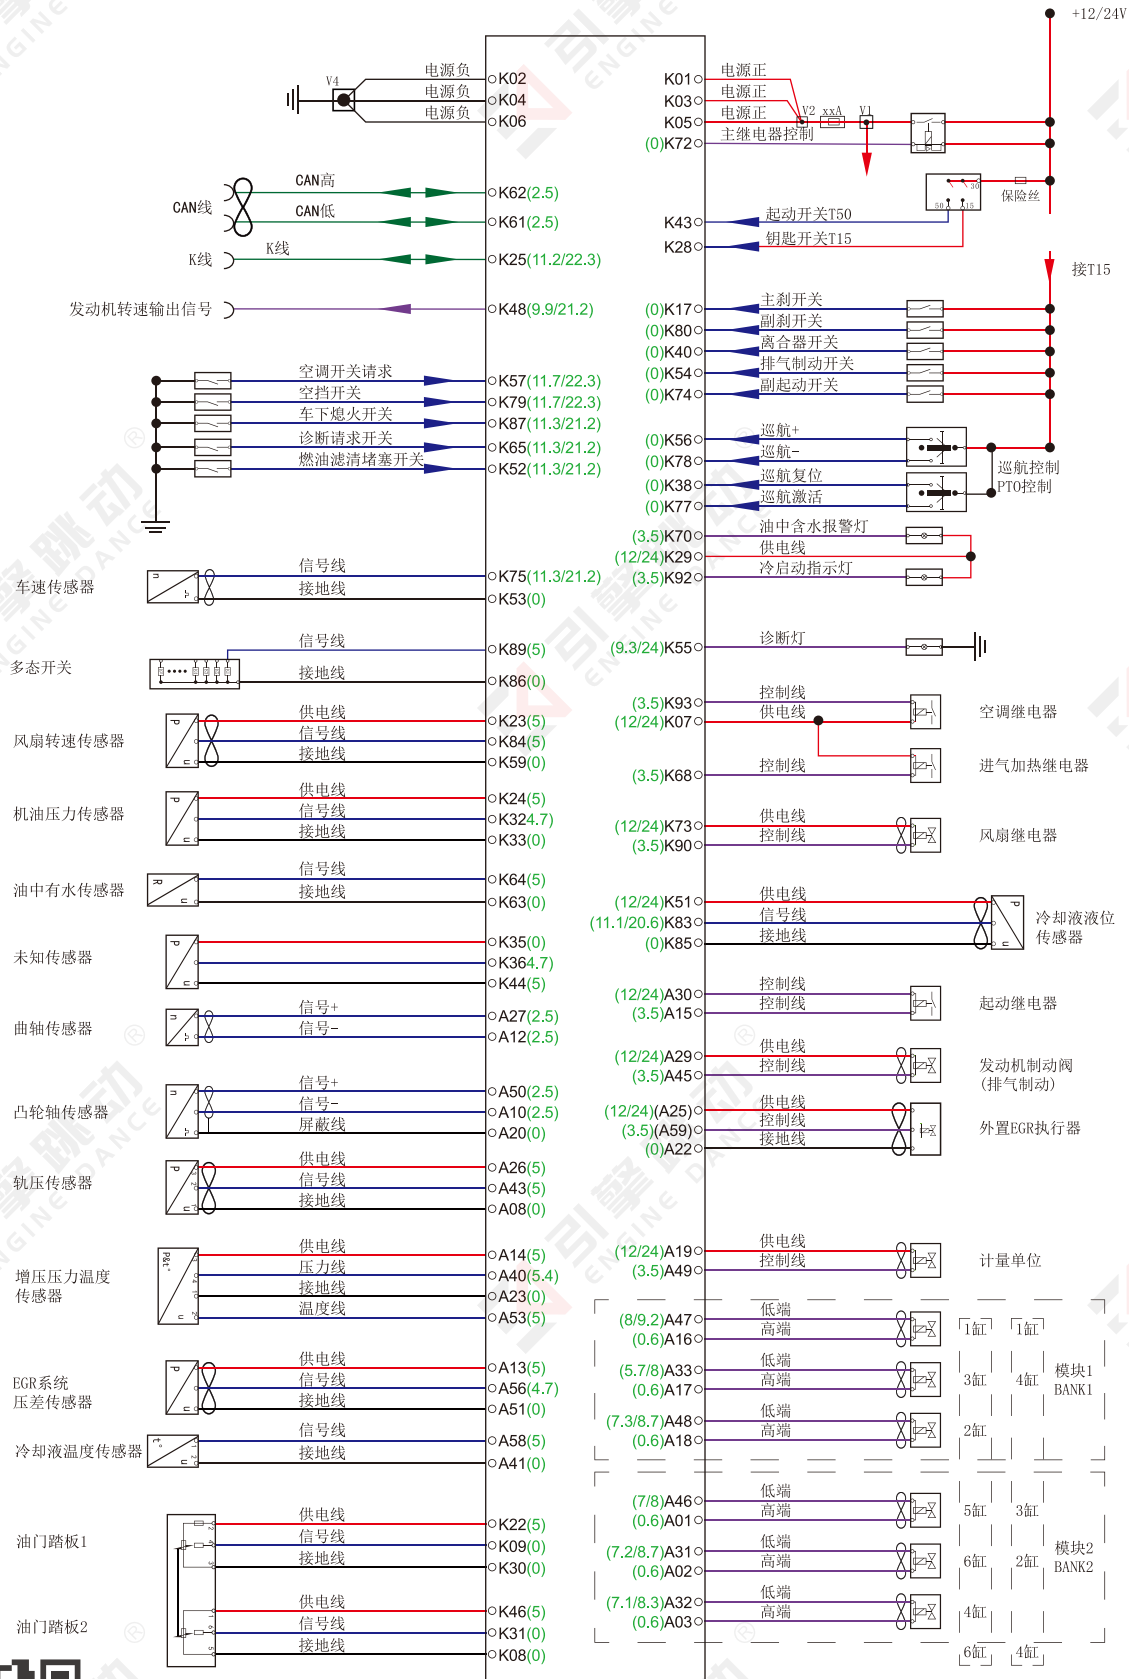 +12/24V
V4
电源负
K02
电源负
K04
电源负
K06
CAN线
CAN高
K62(2.5)
CAN低
K61(2.5)
K线
K线
K25(11.2/22.3)
发动机转速输出信号
K48(9.9/21.2)
空调开关请求
K57(11.7/22.3)
空挡开关
K79(11.7/22.3)
车下熄火开关
K87(11.3/21.2)
诊断请求开关
K65(11.3/21.2)
燃油滤清堵塞开关
K52(11.3/21.2)
车速传感器
n
信号线
K75(11.3/21.2)
接地线
K53(0)
多态开关
信号线
K89(5)
接地线
K86(0)
风扇转速传感器
P
u
供电线
K23(5)
信号线
K84(5)
接地线
K59(0)
机油压力传感器
P
u
供电线
K24(5)
信号线
K324.7)
接地线
K33(0)
油中有水传感器
R
u
信号线
K64(5)
接地线
K63(0)
未知传感器
P
u
K35(0)
K364.7)
K44(5)
曲轴传感器
n
信号+
A27(2.5)
信号-
A12(2.5)
凸轮轴传感器
n
信号+
A50(2.5)
信号-
A10(2.5)
屏蔽线
A20(0)
轨压传感器
P
u
3
2
1
供电线
A26(5)
信号线
A43(5)
接地线
A08(0)
增压压力温度
传感器
P&t°
u
3
4
1
2
供电线
A14(5)
压力线
A40(5.4)
接地线
A23(0)
温度线
A53(5)
EGR系统
压差传感器
P
u
供电线
A13(5)
信号线
A56(4.7)
接地线
A51(0)
冷却液温度传感器
t°
u
1
2
信号线
A58(5)
接地线
A41(0)
油门踏板1
供电线
K22(5)
信号线
K09(0)
接地线
K30(0)
油门踏板2
供电线
K46(5)
信号线
K31(0)
接地线
K08(0)
K01
电源正
K03
电源正
K05
电源正
V2
xxA
V1
(0)K72
主继电器控制
30
50
15
保险丝
K43
起动开关T50
K28
钥匙开关T15
接T15
(0)K17
主刹开关
(0)K80
副刹开关
(0)K40
离合器开关
(0)K54
排气制动开关
(0)K74
副起动开关
(0)K56
巡航+
(0)K78
巡航-
(0)K38
巡航复位
(0)K77
巡航激活
巡航控制
PTO控制
(3.5)K70
油中含水报警灯
(12/24)K29
供电线
(3.5)K92
冷启动指示灯
(9.3/24)K55
诊断灯
(3.5)K93
控制线
(12/24)K07
供电线
空调继电器
(3.5)K68
控制线
进气加热继电器
(12/24)K73
供电线
(3.5)K90
控制线
风扇继电器
(12/24)K51
供电线
(11.1/20.6)K83
信号线
(0)K85
接地线
P
u
冷却液液位
传感器
(12/24)A30
控制线
(3.5)A15
控制线
起动继电器
(12/24)A29
供电线
(3.5)A45
控制线
发动机制动阀
(排气制动)
(12/24)(A25)
供电线
(3.5)(A59)
控制线
(0)A22
接地线
外置EGR执行器
(12/24)A19
供电线
(3.5)A49
控制线
计量单位
(8/9.2)A47
低端
(0.6)A16
高端
1缸
1缸
(5.7/8)A33
低端
(0.6)A17
高端
3缸
4缸
模块1
BANK1
(7.3/8.7)A48
低端
(0.6)A18
高端
2缸
(7/8)A46
低端
(0.6)A01
高端
5缸
3缸
(7.2/8.7)A31
低端
(0.6)A02
高端
6缸
2缸
模块2
BANK2
(7.1/8.3)A32
低端
(0.6)A03
高端
4缸
6缸
4缸
引擎跳动
ENGINE DANCE
®